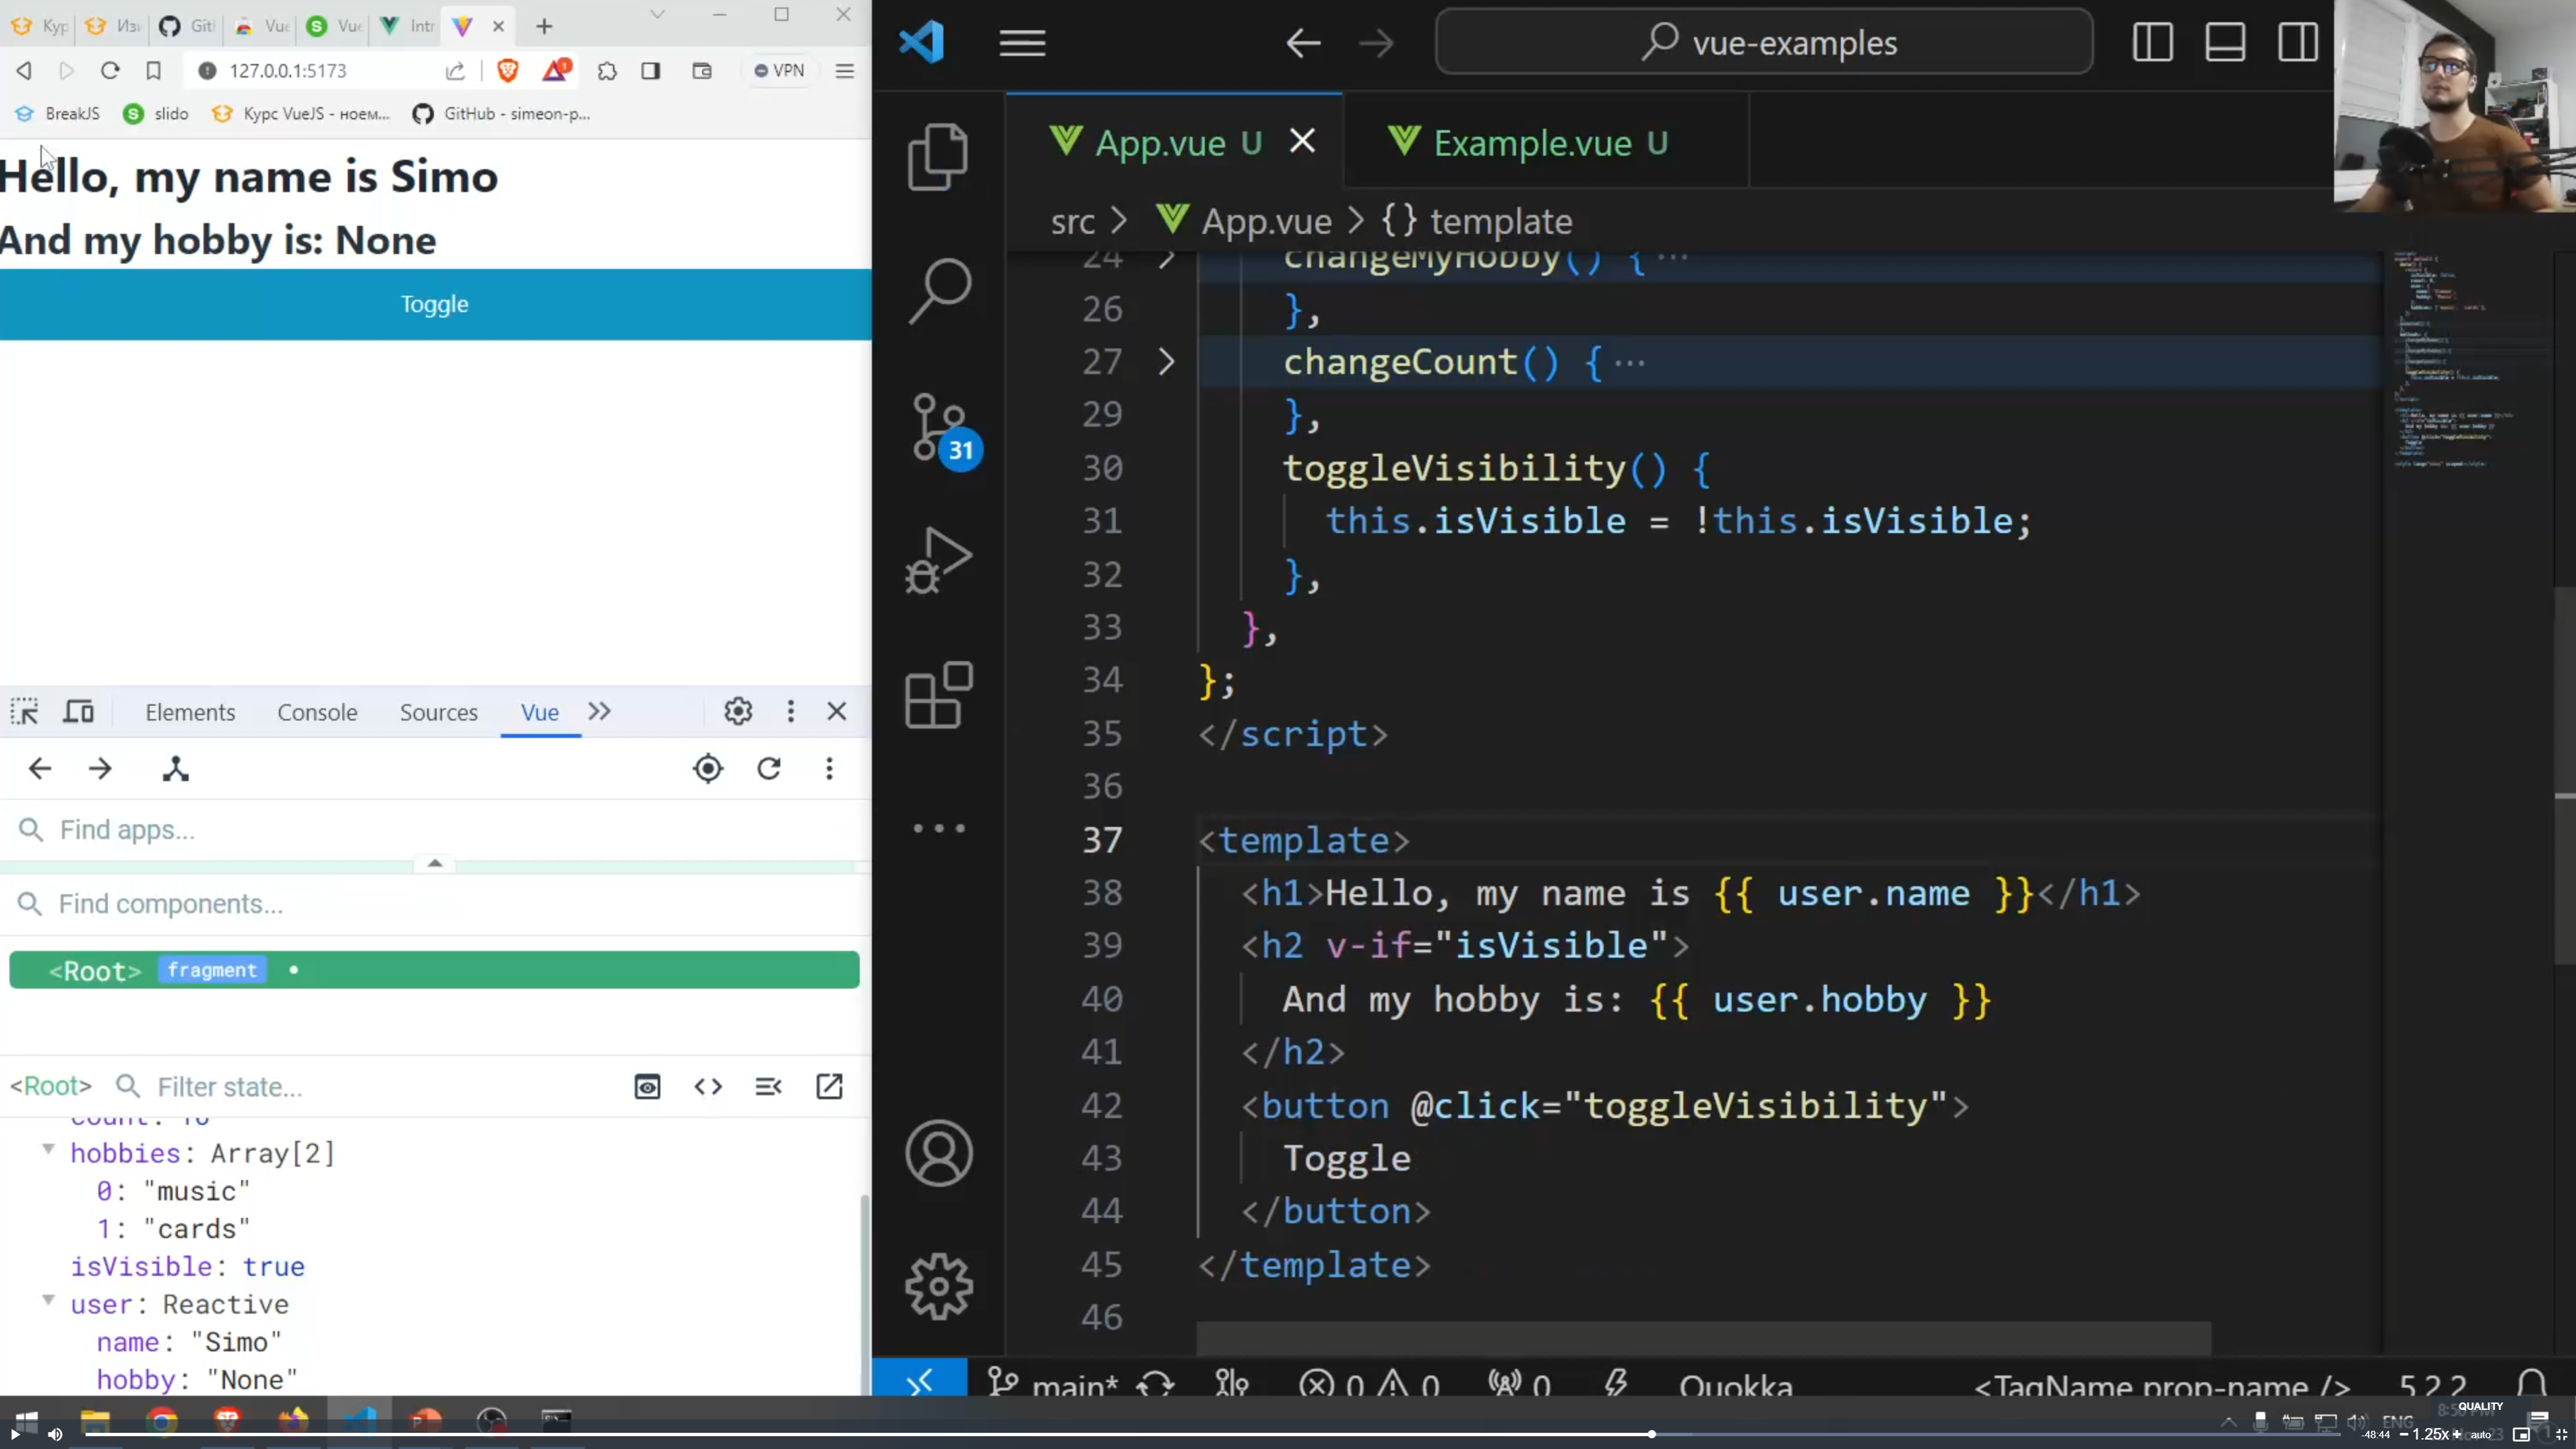 Кур
Изи
Git
Vue
Vue
Intr
127.0.0.1:5173
1
VPN
BreakJS
slido
Курс VueJS - ноем...
GitHub - simeon-p...
Hello, my name is Simo
And my hobby is: None
Toggle
Elements
Console
Sources
Vue
Find apps...
Find components...
<Root> fragment
<Root>
Filter state...
count: 10
hobbies: Array[2]
0: "music"
1: "cards"
isVisible: true
user: Reactive
name: "Simo"
hobby: "None"
vue-examples
App.vue U
Example.vue U
src > App.vue > {} template
24 changeMyHobby() { ...
26 },
27 changeCount() { ...
29 },
30 toggleVisibility() {
31 this.isVisible = !this.isVisible;
32 },
33 },
34 };
35 </script>
36
37 <template>
38 <h1>Hello, my name is {{ user.name }}</h1>
39 <h2 v-if="isVisible">
40 And my hobby is: {{ user.hobby }}
41 </h2>
42 <button @click="toggleVisibility">
43 Toggle
44 </button>
45 </template>
46
31
main*
0
0
0
Quokka
<TagName prop-name />
5.2.2
ENG
QUALITY
-48:44
1.25x
auto